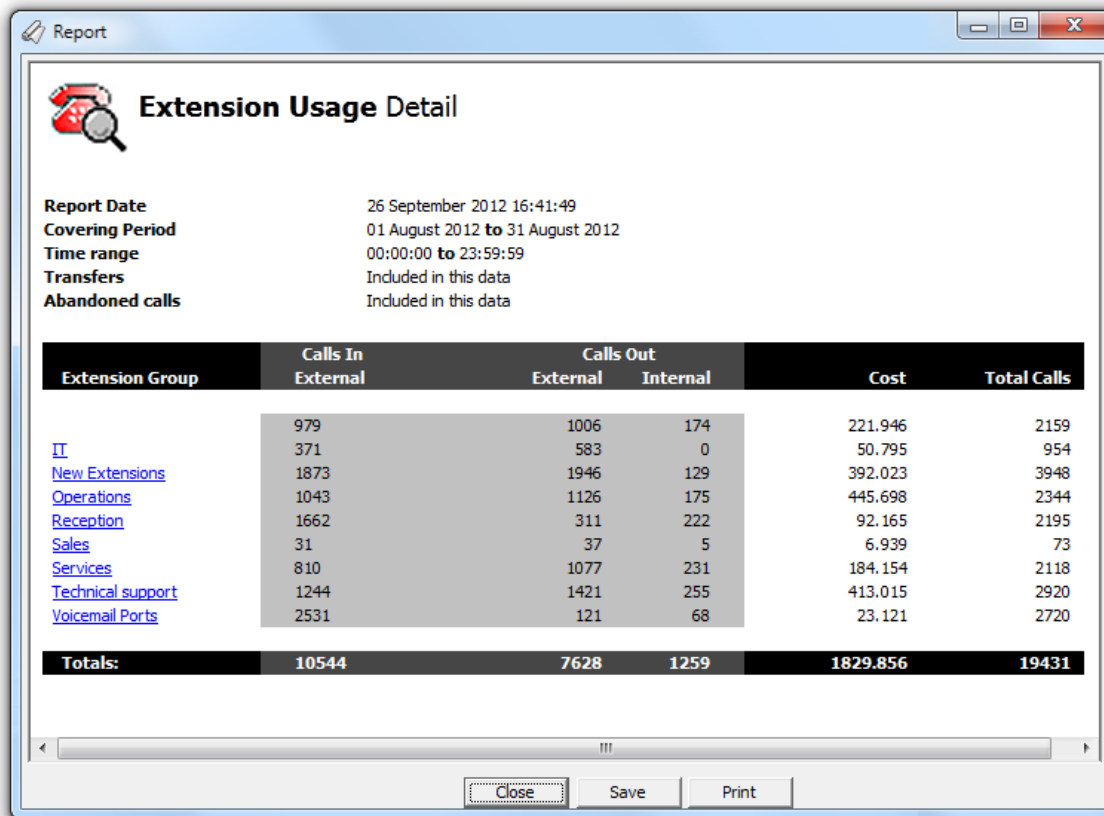 Report
Extension Usage Detail
Report Date 26 September 2012 16:41:49
Covering Period 01 August 2012 to 31 August 2012
Time range 00:00:00 to 23:59:59
Transfers Included in this data
Abandoned calls Included in this data
Calls In Calls Out
Extension Group External External Internal Cost Total Calls
979 1006 174 221.946 2159
IT 371 583 0 50.795 954
New Extensions 1873 1946 129 392.023 3948
Operations 1043 1126 175 445.698 2344
Reception 1662 311 222 92.165 2195
Sales 31 37 5 6.939 73
Services 810 1077 231 184.154 2118
Technical support 1244 1421 255 413.015 2920
Voicemail Ports 2531 121 68 23.121 2720
Totals: 10544 7628 1259 1829.856 19431
Close Save Print